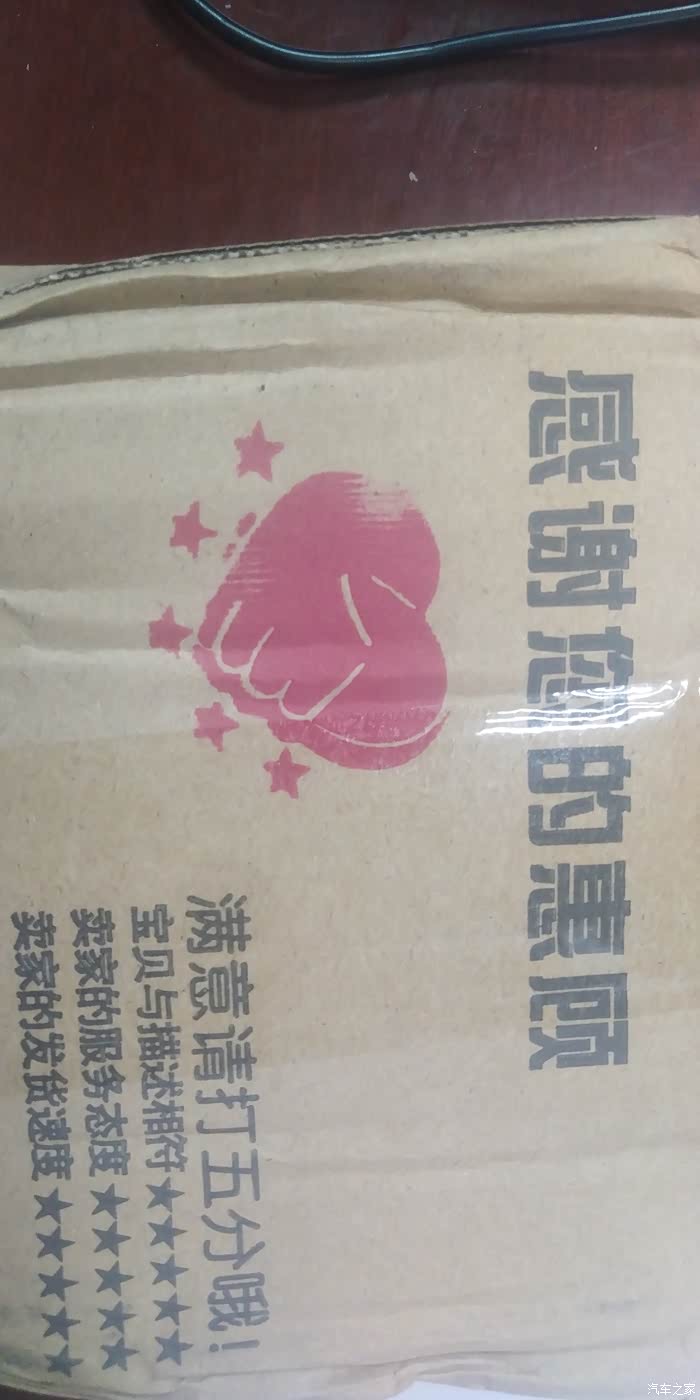 感谢您的惠顾
满意请打五分哦！
宝贝与描述相符★★★★★
卖家的服务态度★★★★★
卖家的发货速度★★★★★
汽车之家